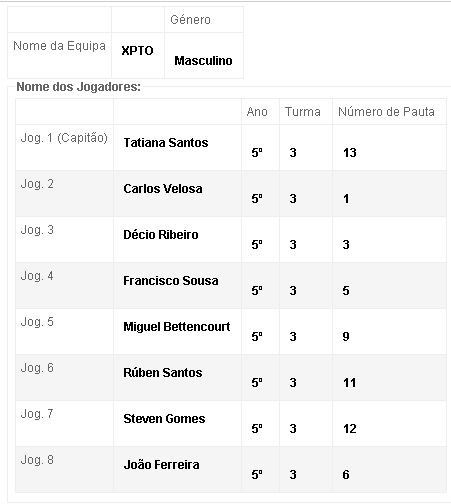 Género
Nome da Equipa XPTO Masculino
Nome dos Jogadores:
Ano Turma Número de Pauta
Jog. 1 (Capitão) Tatiana Santos 5º 3 13
Jog. 2 Carlos Velosa 5º 3 1
Jog. 3 Décio Ribeiro 5º 3 3
Jog. 4 Francisco Sousa 5º 3 5
Jog. 5 Miguel Bettencourt 5º 3 9
Jog. 6 Rúben Santos 5º 3 11
Jog. 7 Steven Gomes 5º 3 12
Jog. 8 João Ferreira 5º 3 6